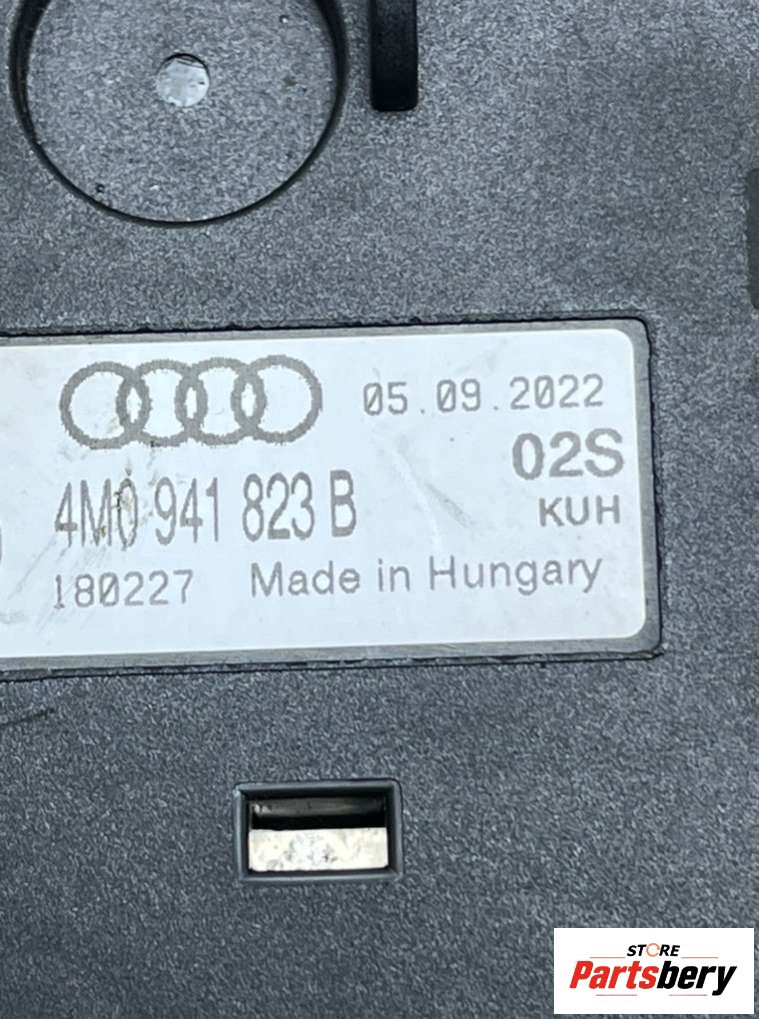 05.09.2022
02S
4M0 941 823 B
KUH
180227 Made in Hungary
STORE
Partsbery